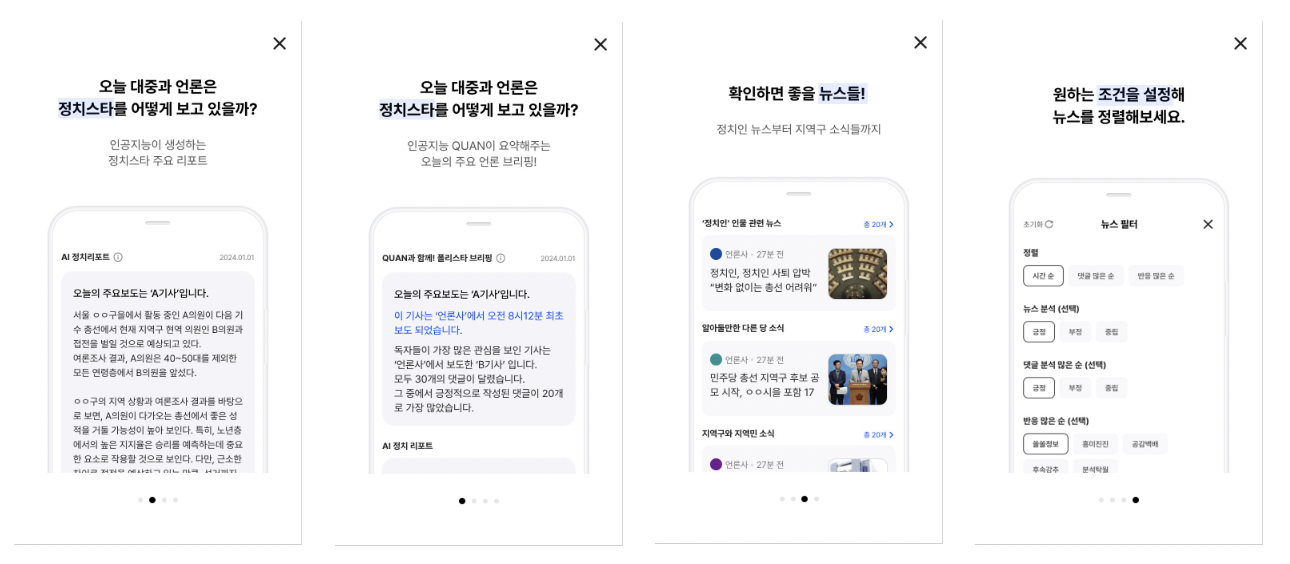 오늘 대중과 언론은
정치스타를 어떻게 보고 있을까?
인공지능이 생성하는
정치스타 주요 리포트
AI 정치리포트
2024.01.01
오늘의 주요보도는 ‘A기사’입니다.
서울 ㅇㅇ구을에서 활동 중인 A의원이 다음 기
수 총선에서 현재 지역구 현역 의원인 B의원과
접전을 벌일 것으로 예상되고 있다.
여론조사 결과, A의원은 40~50대를 제외한
모든 연령층에서 B의원을 앞섰다.
ㅇㅇ구의 지역 상황과 여론조사 결과를 바탕으
로 보면, A의원이 다가오는 총선에서 좋은 성
적을 거둘 가능성이 높아 보인다. 특히, 노년층
에서의 높은 지지율은 승리를 예측하는데 중요
한 요소로 작용할 것으로 보인다. 다만, 근소한
오늘 대중과 언론은
정치스타를 어떻게 보고 있을까?
인공지능 QUAN이 요약해주는
오늘의 주요 언론 브리핑!
QUAN과 함께! 폴리스타 브리핑
2024.01.01
오늘의 주요보도는 ‘A기사’입니다.
이 기사는 ‘언론사’에서 오전 8시12분 최초
보도 되었습니다.
독자들이 가장 많은 관심을 보인 기사는
‘언론사’에서 보도한 ‘B기사’ 입니다.
모두 30개의 댓글이 달렸습니다.
그 중에서 긍정적으로 작성된 댓글이 20개
로 가장 많았습니다.
AI 정치 리포트
확인하면 좋을 뉴스들!
정치인 뉴스부터 지역구 소식들까지
‘정치인’ 인물 관련 뉴스
총 20개
언론사 · 27분 전
정치인, 정치인 사퇴 압박
“변화 없이는 총선 어려워”
알아둘만한 다른 당 소식
총 20개
언론사 · 27분 전
민주당 총선 지역구 후보 공
모 시작, ㅇㅇ시을 포함 17
지역구와 지역민 소식
총 20개
언론사 · 27분 전
원하는 조건을 설정해
뉴스를 정렬해보세요.
초기화
뉴스 필터
정렬
시간 순
댓글 많은 순
반응 많은 순
뉴스 분석 (선택)
긍정
부정
중립
댓글 분석 많은 순 (선택)
긍정
부정
중립
반응 많은 순 (선택)
쏠쏠정보
흥미진진
공감백배
후속강추
분석탁월